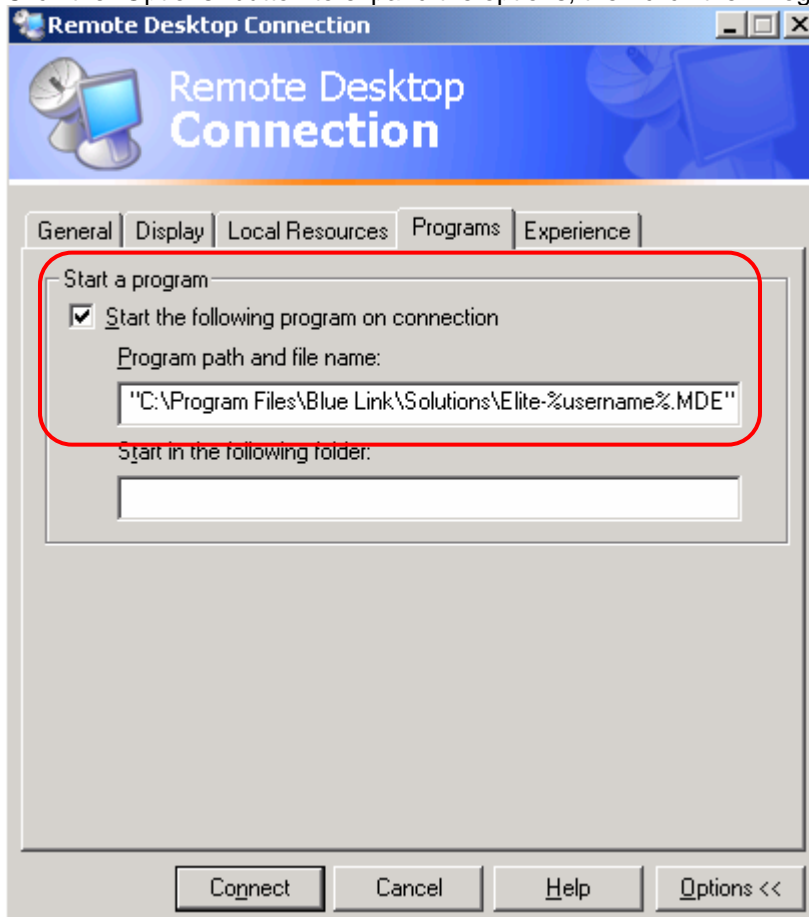 Remote Desktop Connection
Remote Desktop
Connection
General Display Local Resources Programs Experience
Start a program
Start the following program on connection
Program path and file name:
"C:\Program Files\Blue Link\Solutions\Elite-%username%.MDE"
Start in the following folder:
Connect Cancel Help Options <<